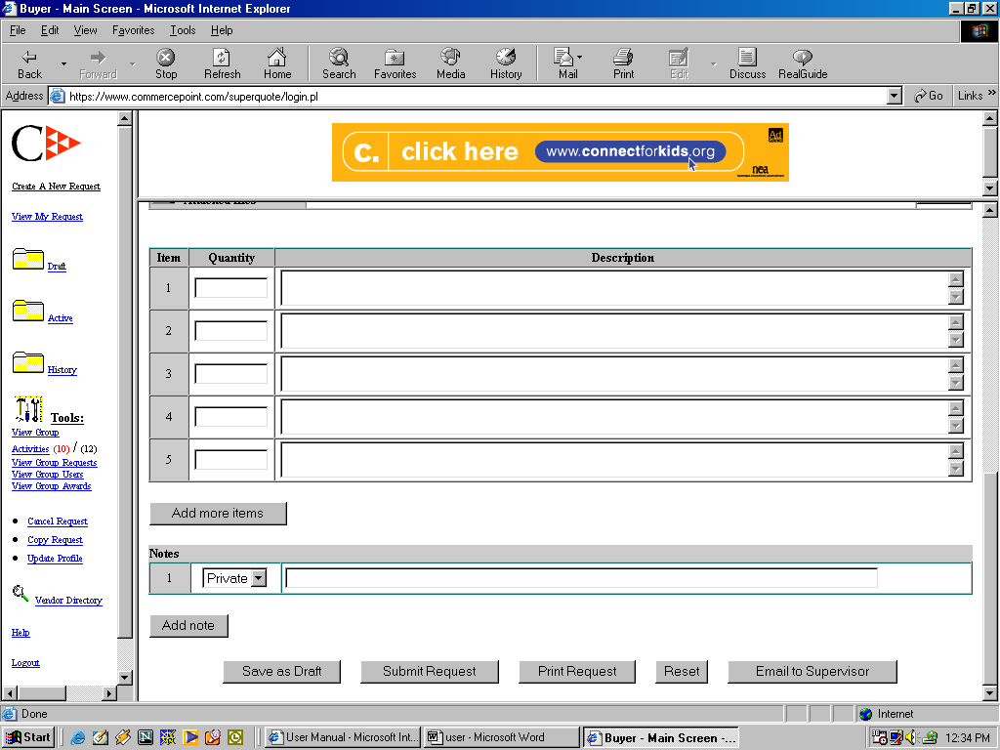 Buyer - Main Screen - Microsoft Internet Explorer
File Edit View Favorites Tools Help
Back Forward Stop Refresh Home Search Favorites Media History Mail Print Edit Discuss RealGuide
Address https://www.commercepoint.com/superquote/login.pl Go Links »
C
c. click here www.connectforkids.org
Ad
nea
Create A New Request
View My Request
Draft
Active
History
Tools:
View Group
Activities (10) / (12)
View Group Requests
View Group Users
View Group Awards
Cancel Request
Copy Request
Update Profile
Vendor Directory
Help
Logout
Attached files
Item Quantity Description
1
2
3
4
5
Add more items
Notes
1 Private
Add note
Save as Draft Submit Request Print Request Reset Email to Supervisor
Done Internet
Start User Manual - Microsoft Int... user - Microsoft Word Buyer - Main Screen -... 12:34 PM